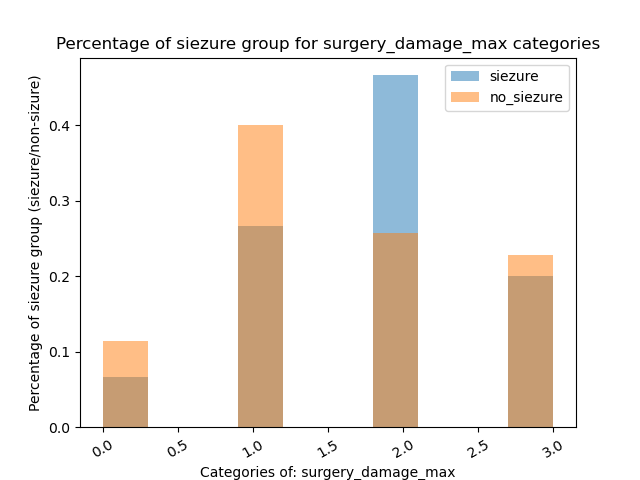 Percentage of siezure group for surgery_damage_max categories
siezure
no_siezure
Percentage of siezure group (siezure/non-sizure)
0.4
0.3
0.2
0.1
0.0
0.0 0.5 1.0 1.5 2.0 2.5 3.0
Categories of: surgery_damage_max